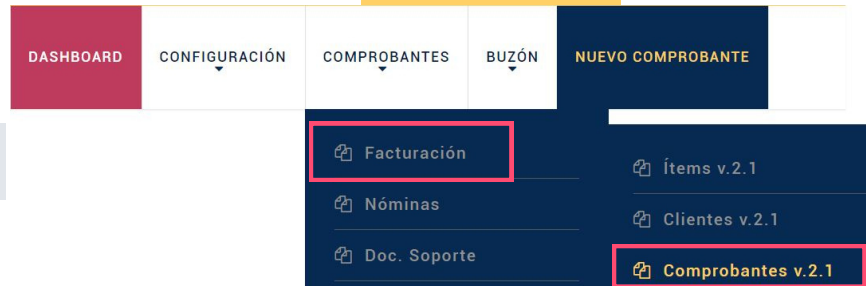 DASHBOARD
CONFIGURACIÓN
COMPROBANTES
BUZÓN
NUEVO COMPROBANTE
Facturación
Nóminas
Doc. Soporte
Ítems v.2.1
Clientes v.2.1
Comprobantes v.2.1